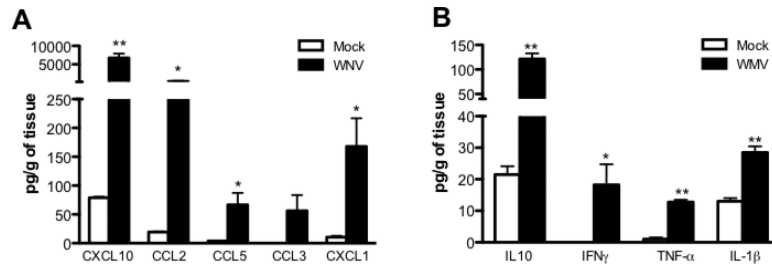 A
pg/g of tissue
10000
5000
250
200
150
100
50
0
**
*
*
*
Mock
WNV
CXCL10 CCL2 CCL5 CCL3 CXCL1
B
pg/g of tissue
150
100
50
40
30
20
10
0
**
*
**
**
Mock
WMV
IL10 IFNγ TNF-α IL-1β